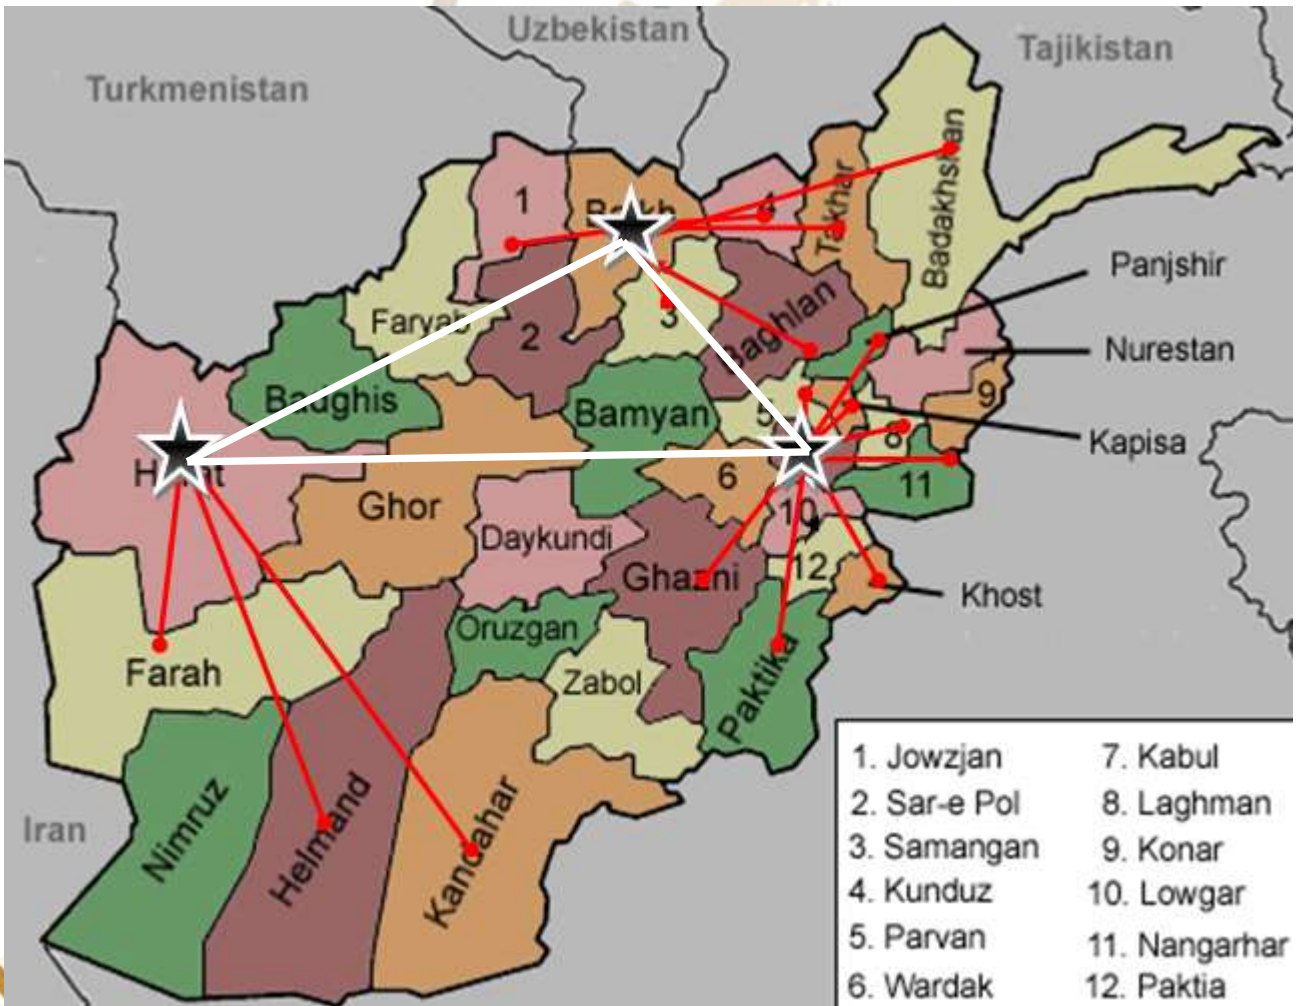 Uzbekistan
Tajikistan
Turkmenistan
1
4
Takhar
Badakhshan
Panjshir
Faryab
2
3
Baghlan
Nurestan
9
Badghis
Bamyan
5
8
Kapisa
6
11
Ghor
10
Daykundi
Ghazni
12
Khost
Oruzgan
Farah
Zabol
Paktika
Iran
Nimruz
Helmand
Kandahar
1. Jowzjan
2. Sar-e Pol
3. Samangan
4. Kunduz
5. Parvan
6. Wardak
7. Kabul
8. Laghman
9. Konar
10. Lowgar
11. Nangarhar
12. Paktia